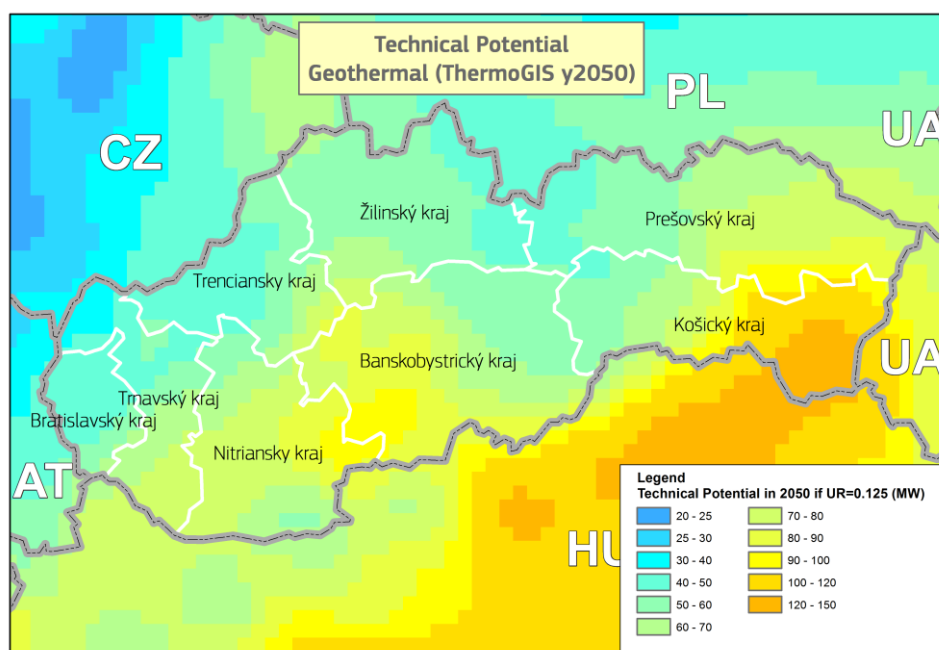 Technical Potential
Geothermal (ThermoGIS y2050)
PL
UA
CZ
Žilinský kraj
Prešovský kraj
Trenciansky kraj
Košický kraj
Banskobystrický kraj
UA
Trnavský kraj
Bratislavský kraj
Nitriansky kraj
AT
HU
Legend
Technical Potential in 2050 if UR=0.125 (MW)
20 - 25
25 - 30
30 - 40
40 - 50
50 - 60
60 - 70
70 - 80
80 - 90
90 - 100
100 - 120
120 - 150